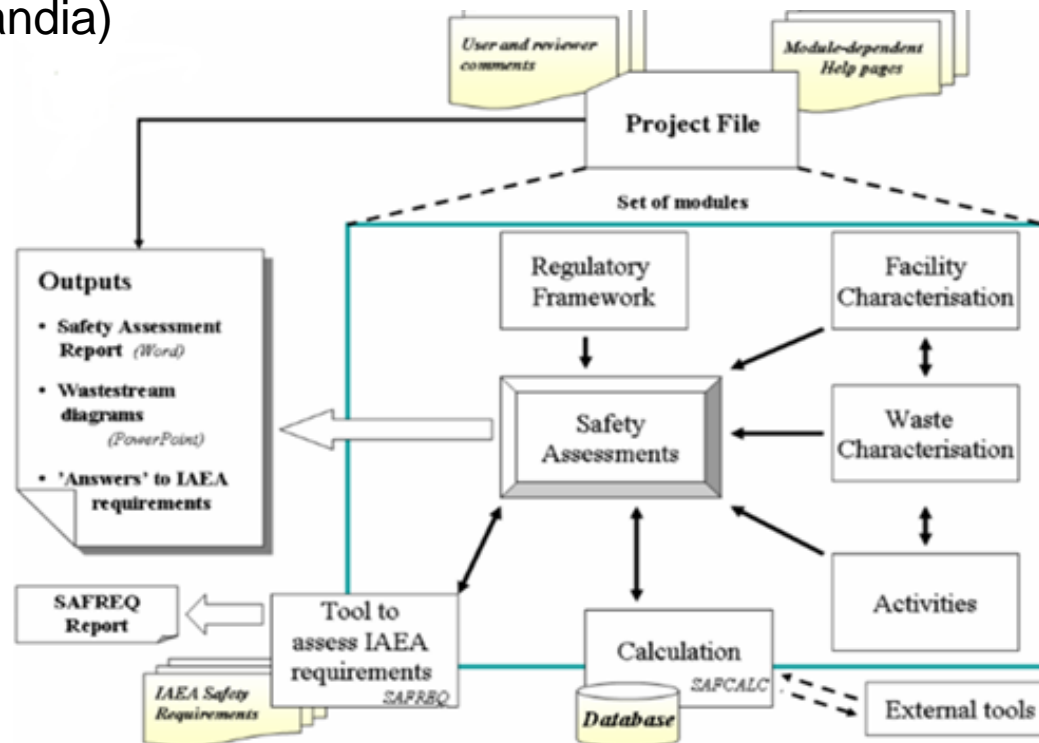 andia)
User and reviewer
comments
Module-dependent
Help pages
Project File
Set of modules
Outputs
• Safety Assessment
Report (Word)
• Wastestream
diagrams
(PowerPoint)
• 'Answers' to IAEA
requirements
Regulatory
Framework
Facility
Characterisation
Safety
Assessments
Waste
Characterisation
Activities
SAFREQ
Report
Tool to
assess IAEA
requirements
SAFREQ
Calculation
SAFCALC
IAEA Safety
Requirements
Database
External tools